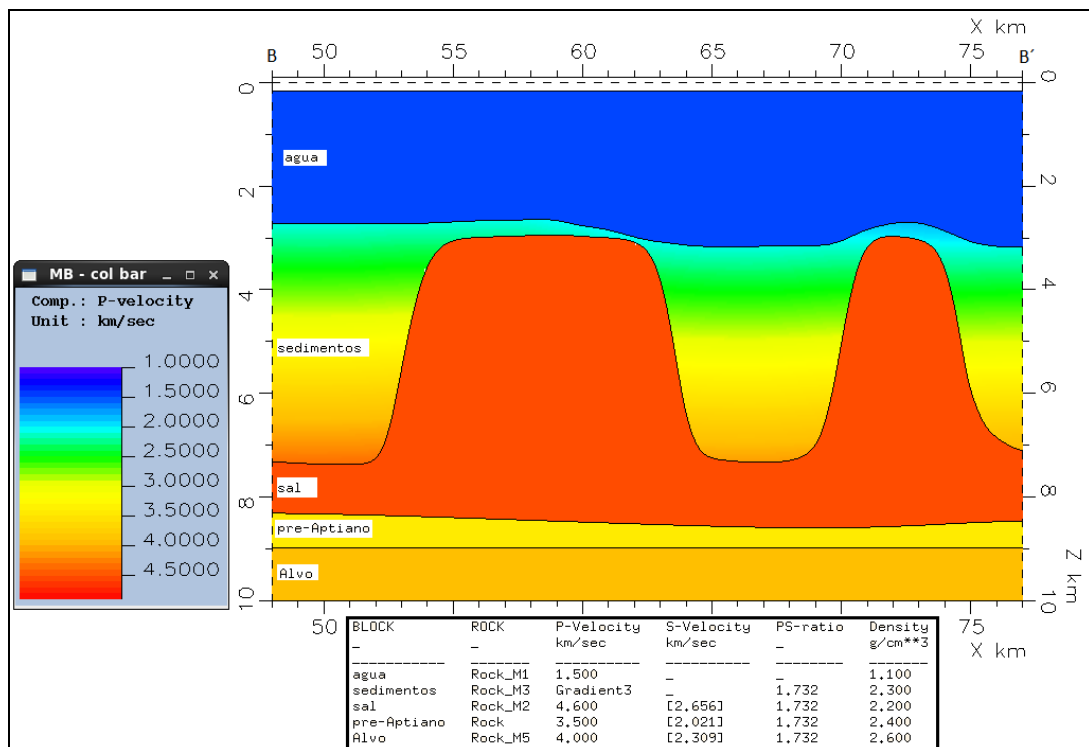 X km
B 50 55 60 65 70 75 B'
0 0
2 2
4 4
6 6
8 8
10 10
Z km
agua
sedimentos
sal
pre-Aptiano
Alvo
MB - col bar
Comp.: P-velocity
Unit : km/sec
1.0000
1.5000
2.0000
2.5000
3.0000
3.5000
4.0000
4.5000
50 75
X km
BLOCK ROCK P-Velocity S-Velocity PS-ratio Density
_ _ km/sec km/sec _ g/cm**3
agua Rock_M1 1.500 _ _ 1.100
sedimentos Rock_M3 Gradient3 _ 1.732 2.300
sal Rock_M2 4.600 [2.656] 1.732 2.200
pre-Aptiano Rock 3.500 [2.021] 1.732 2.400
Alvo Rock_M5 4.000 [2.309] 1.732 2.600